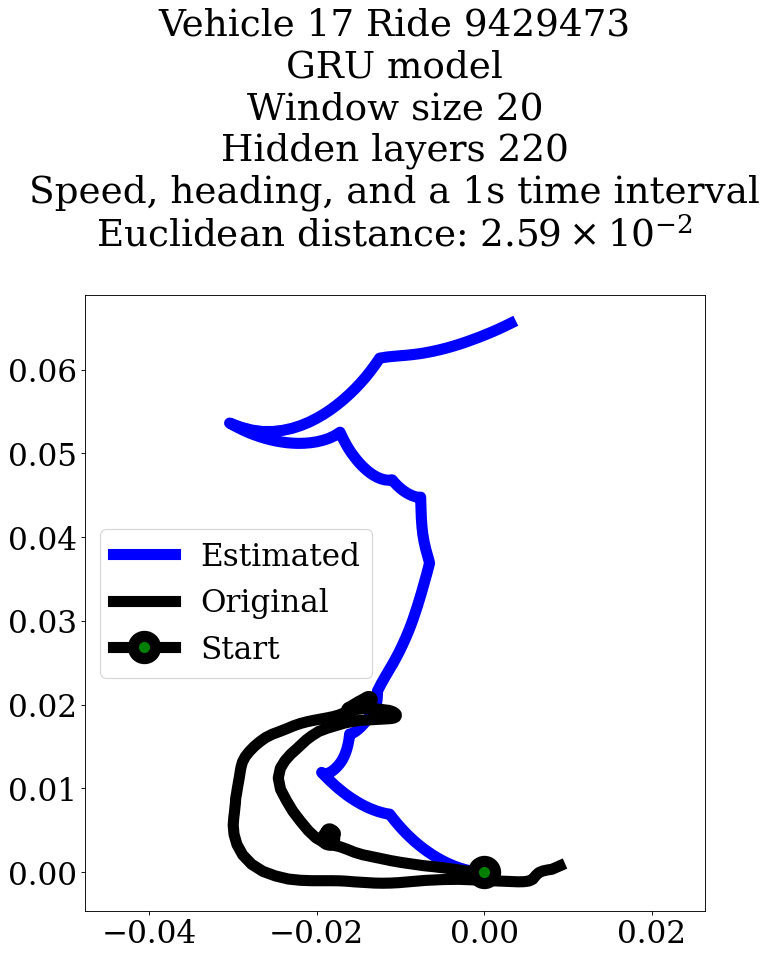 Vehicle 17 Ride 9429473
GRU model
Window size 20
Hidden layers 220
Speed, heading, and a 1s time interval
Euclidean distance: 2.59 × 10⁻²
0.06
0.05
0.04
0.03
0.02
0.01
0.00
Estimated
Original
Start
−0.04 −0.02 0.00 0.02